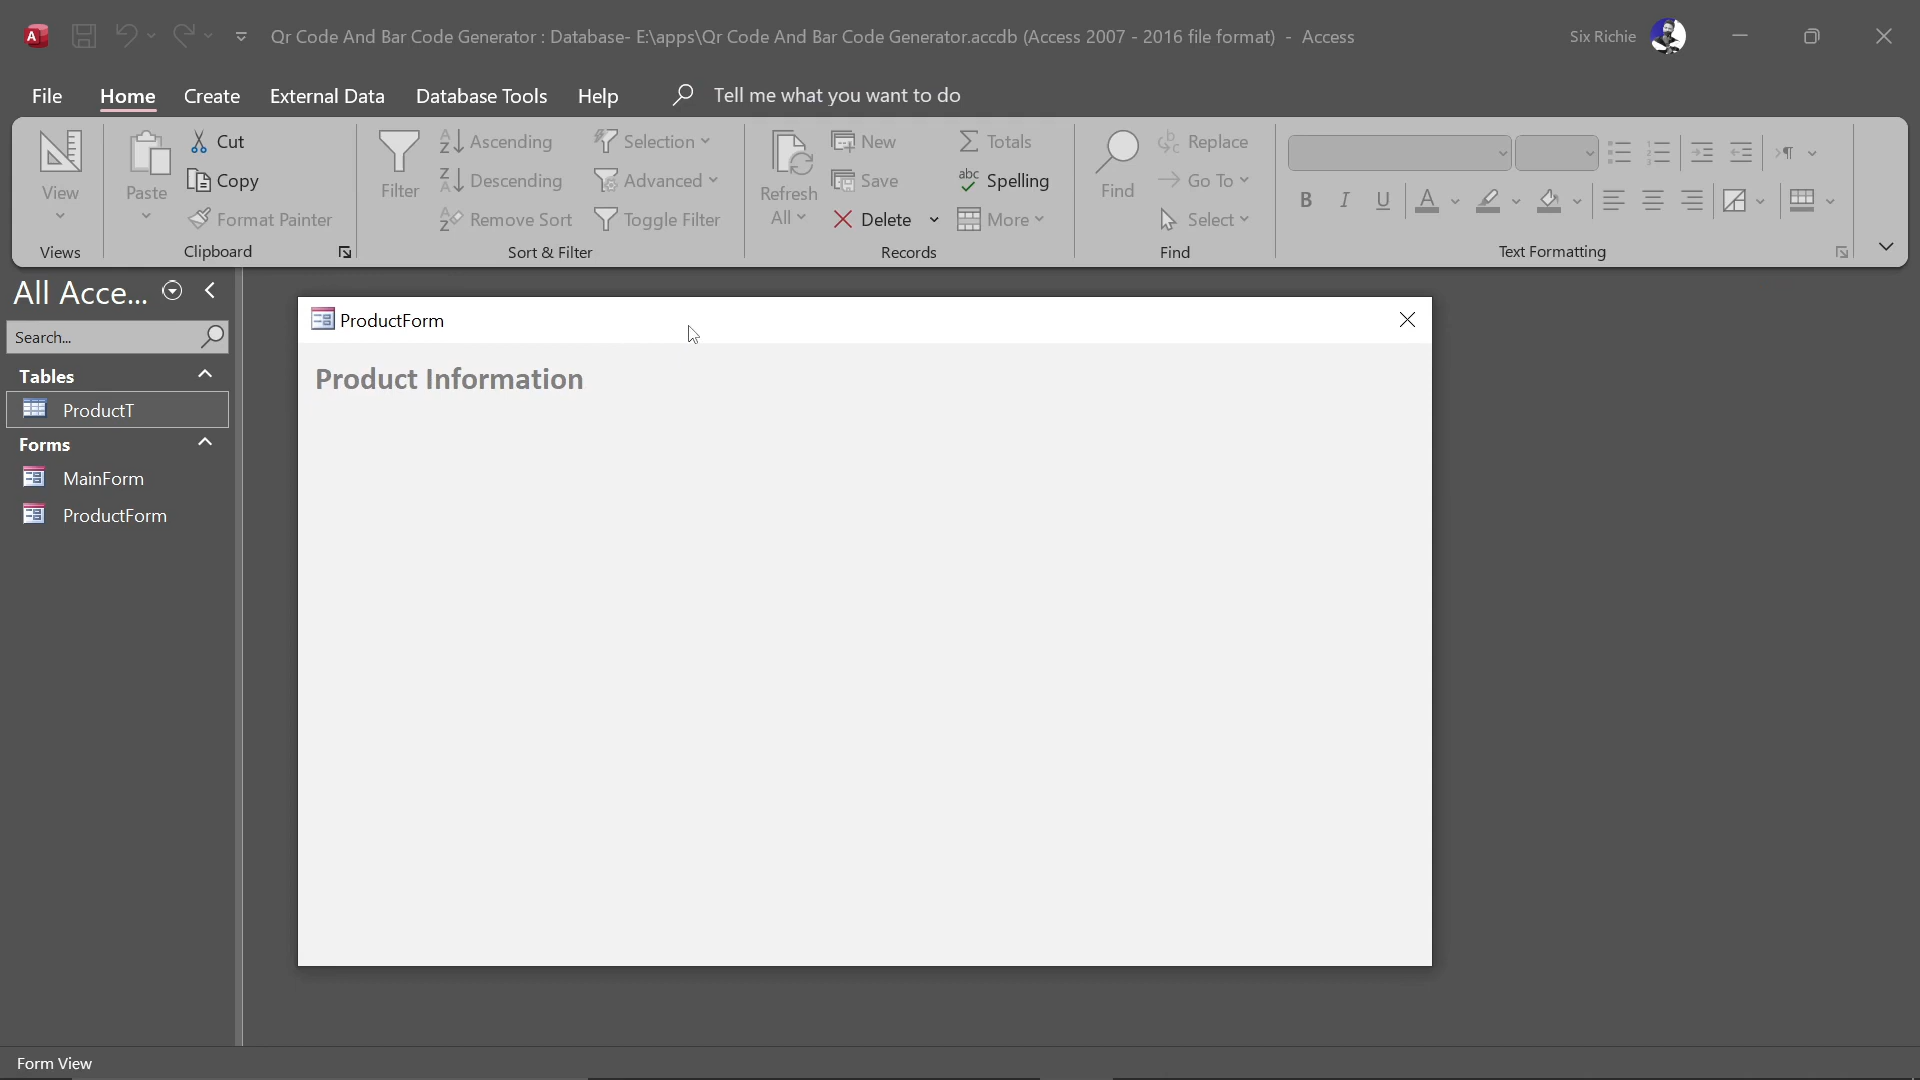 Qr Code And Bar Code Generator : Database- E:\apps\Qr Code And Bar Code Generator.accdb (Access 2007 - 2016 file format) - Access
Six Richie
File Home Create External Data Database Tools Help Tell me what you want to do
View
Views
Paste
Cut
Copy
Format Painter
Clipboard
Filter
Ascending
Descending
Remove Sort
Selection
Advanced
Toggle Filter
Sort & Filter
Refresh
All
New
Save
Delete
Totals
Spelling
More
Records
Find
Replace
Go To
Select
Find
B I U A
Text Formatting
All Acce...
Search...
Tables
ProductT
Forms
MainForm
ProductForm
ProductForm
Product Information
Form View